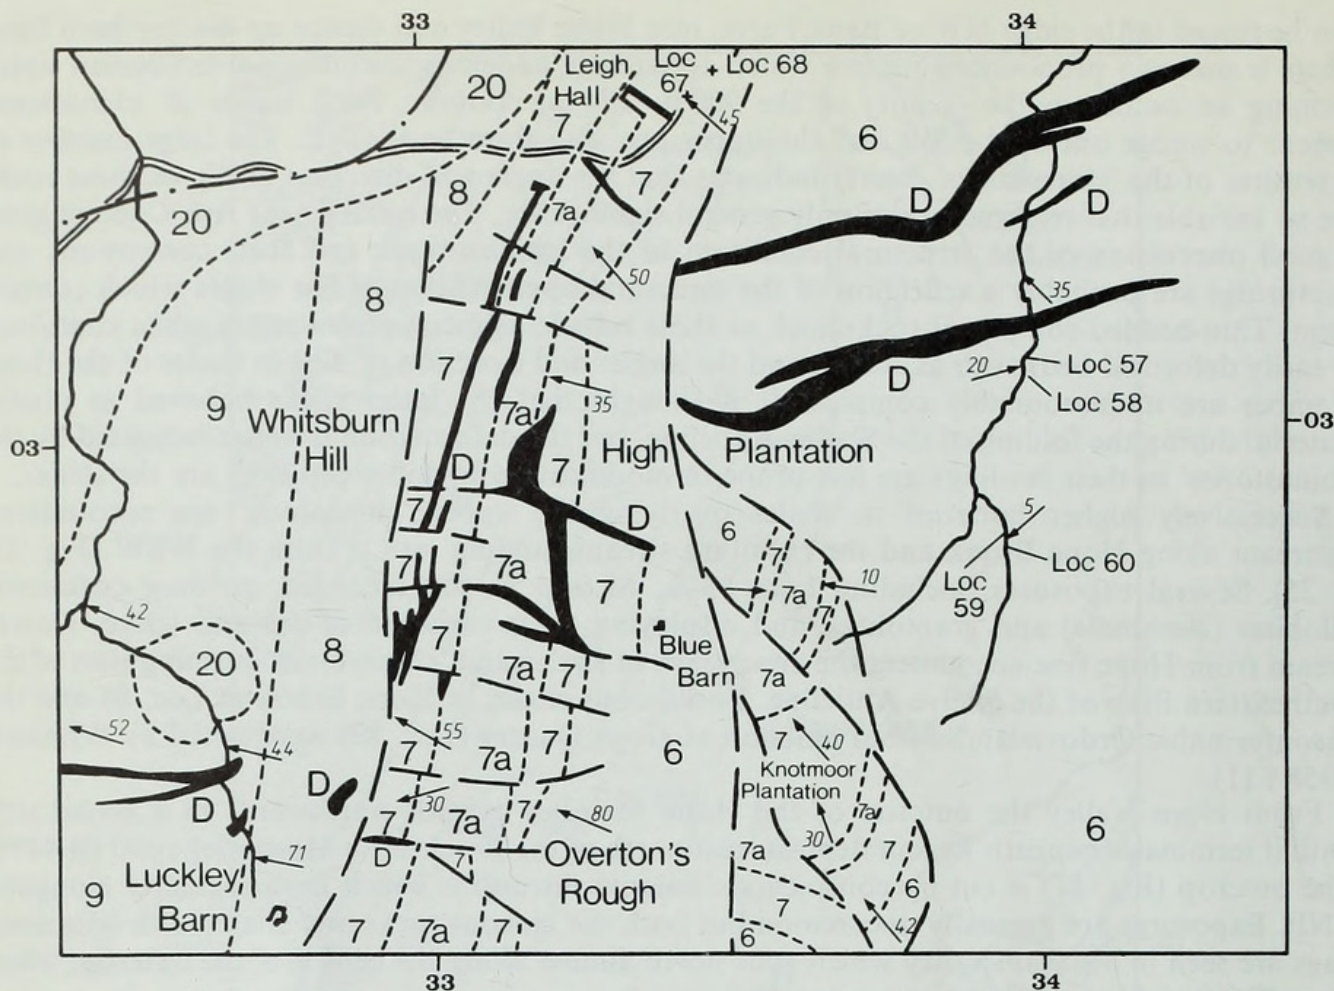 33
34
20
Leigh
Hall
Loc
67
Loc 68
45
6
7
8
20
7a
7
D
D
50
8
35
7
D
20
Loc 57
9
Whitsburn
Hill
7a
35
Loc 58
03
7
High
Plantation
03
D
7
D
6
7
5
7
7a
7
7a
10
Loc
59
Loc 60
42
7
20
8
Blue
Barn
7a
7
52
44
55
7
40
D
D
7
7a
7
6
Knotmoor
Plantation
30
7
7a
7
80
7a
30
7
6
D
7
Overton's
Rough
71
9
Luckley
Barn
7
7a
7
7
6
42
6
33
34